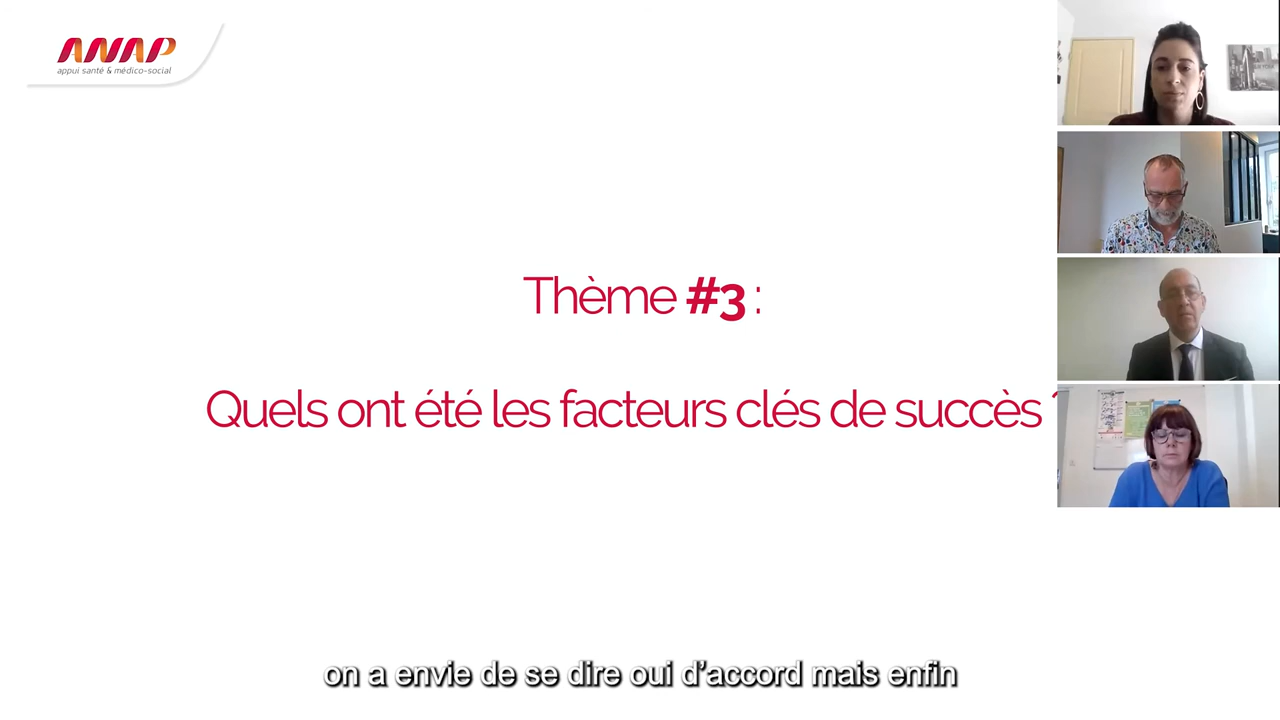 ANAP
appui santé & médico-social
Thème #3 :
Quels ont été les facteurs clés de succès ?
on a envie de se dire oui d'accord mais enfin